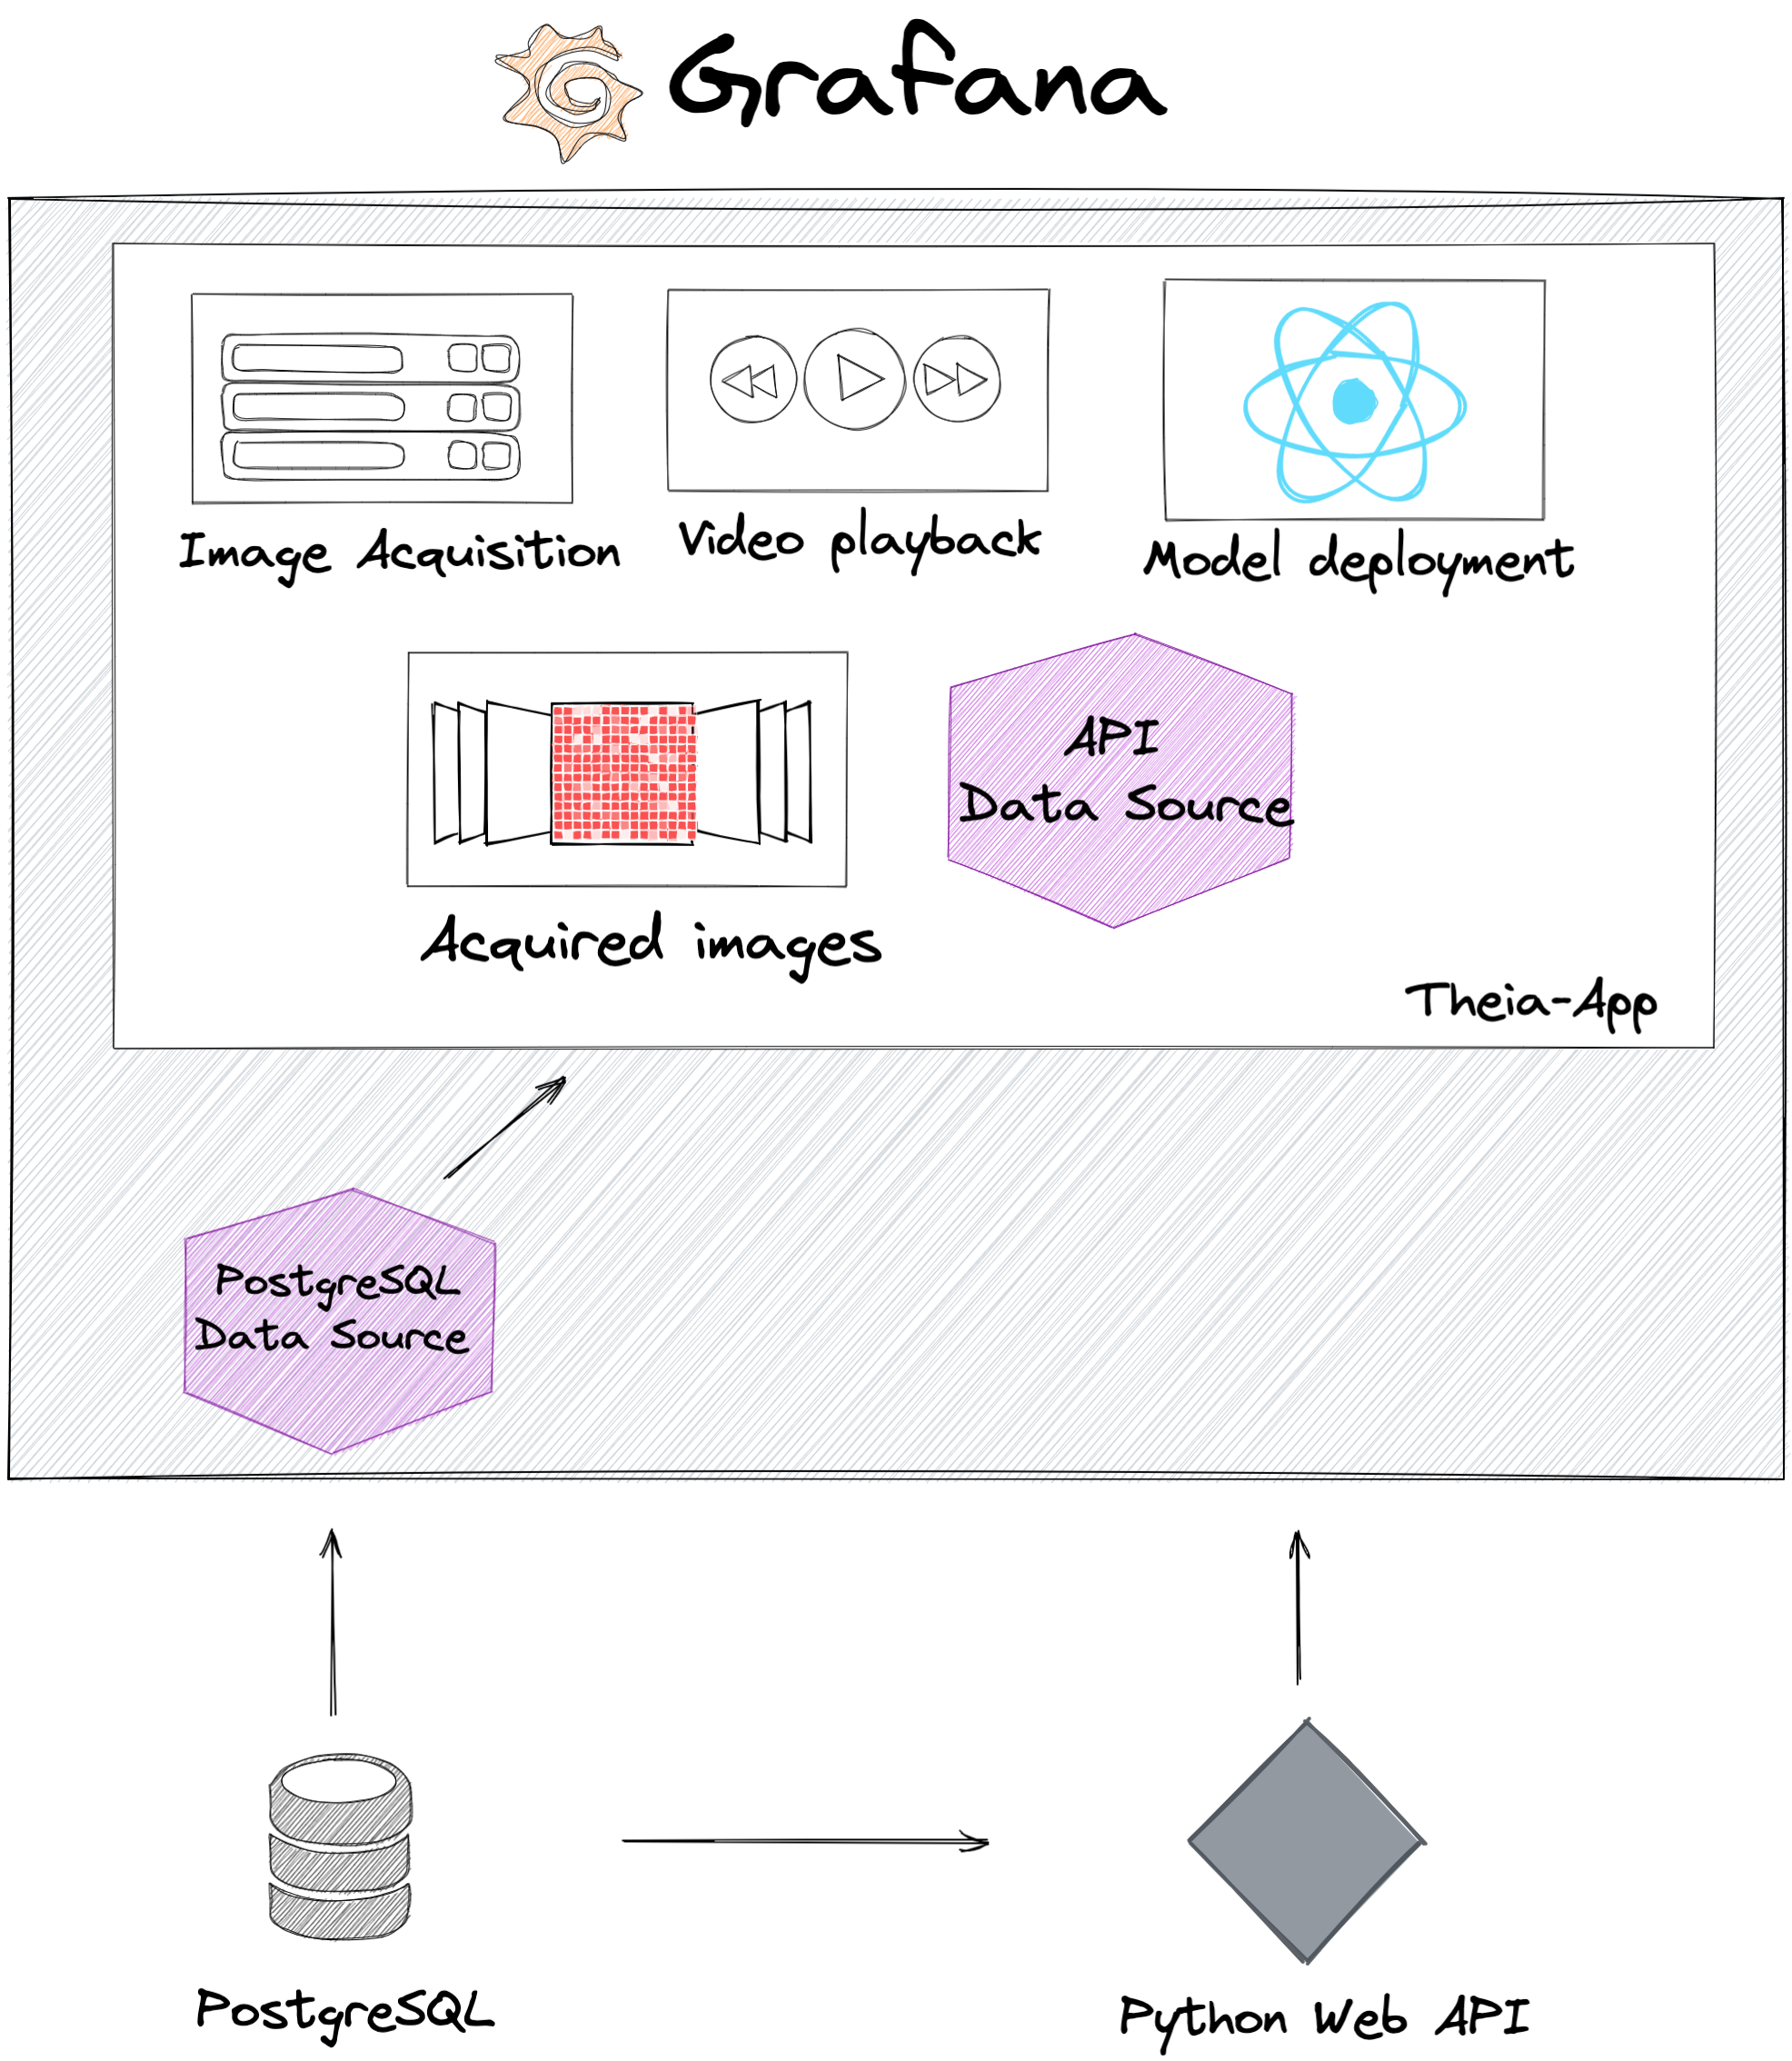 Grafana
Image Acquisition
Video playback
Model deployment
API
Data Source
Acquired images
Theia-App
PostgreSQL
Data Source
PostgreSQL
Python Web API